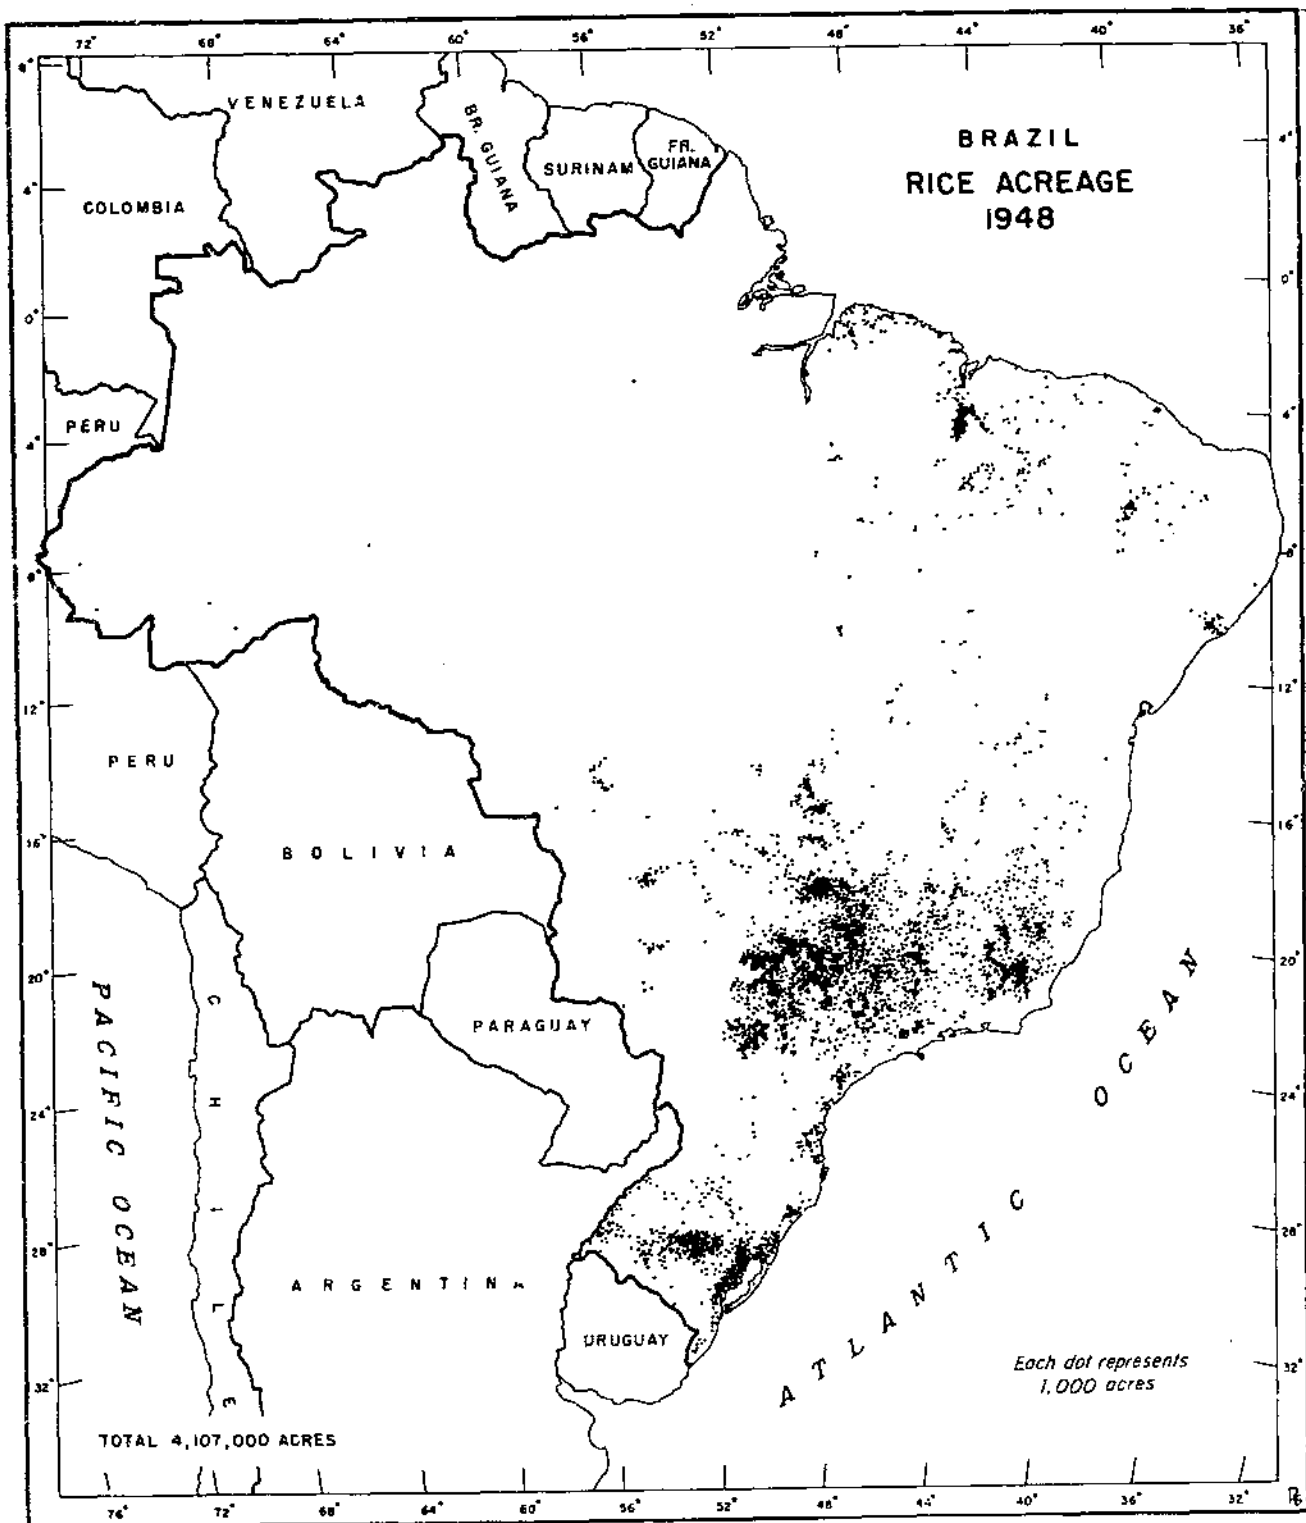 72° 68° 64° 60° 56° 52° 44° 40° 36°
8°
VENEZUELA
BR. GUIANA
SURINAM
FR.
GUIANA
BRAZIL
RICE ACREAGE
1948
4°
4°
COLOMBIA
0°
0°
PERU
4°
4°
8°
8°
12°
12°
PERU
16°
16°
BOLIVIA
20°
20°
PACIFIC OCEAN
CHILE
PARAGUAY
ATLANTIC OCEAN
24°
24°
28°
28°
ARGENTINA
URUGUAY
Each dot represents
1,000 acres
32°
32°
TOTAL 4,107,000 ACRES
76° 72° 68° 64° 60° 56° 52° 48° 44° 40° 36° 32°